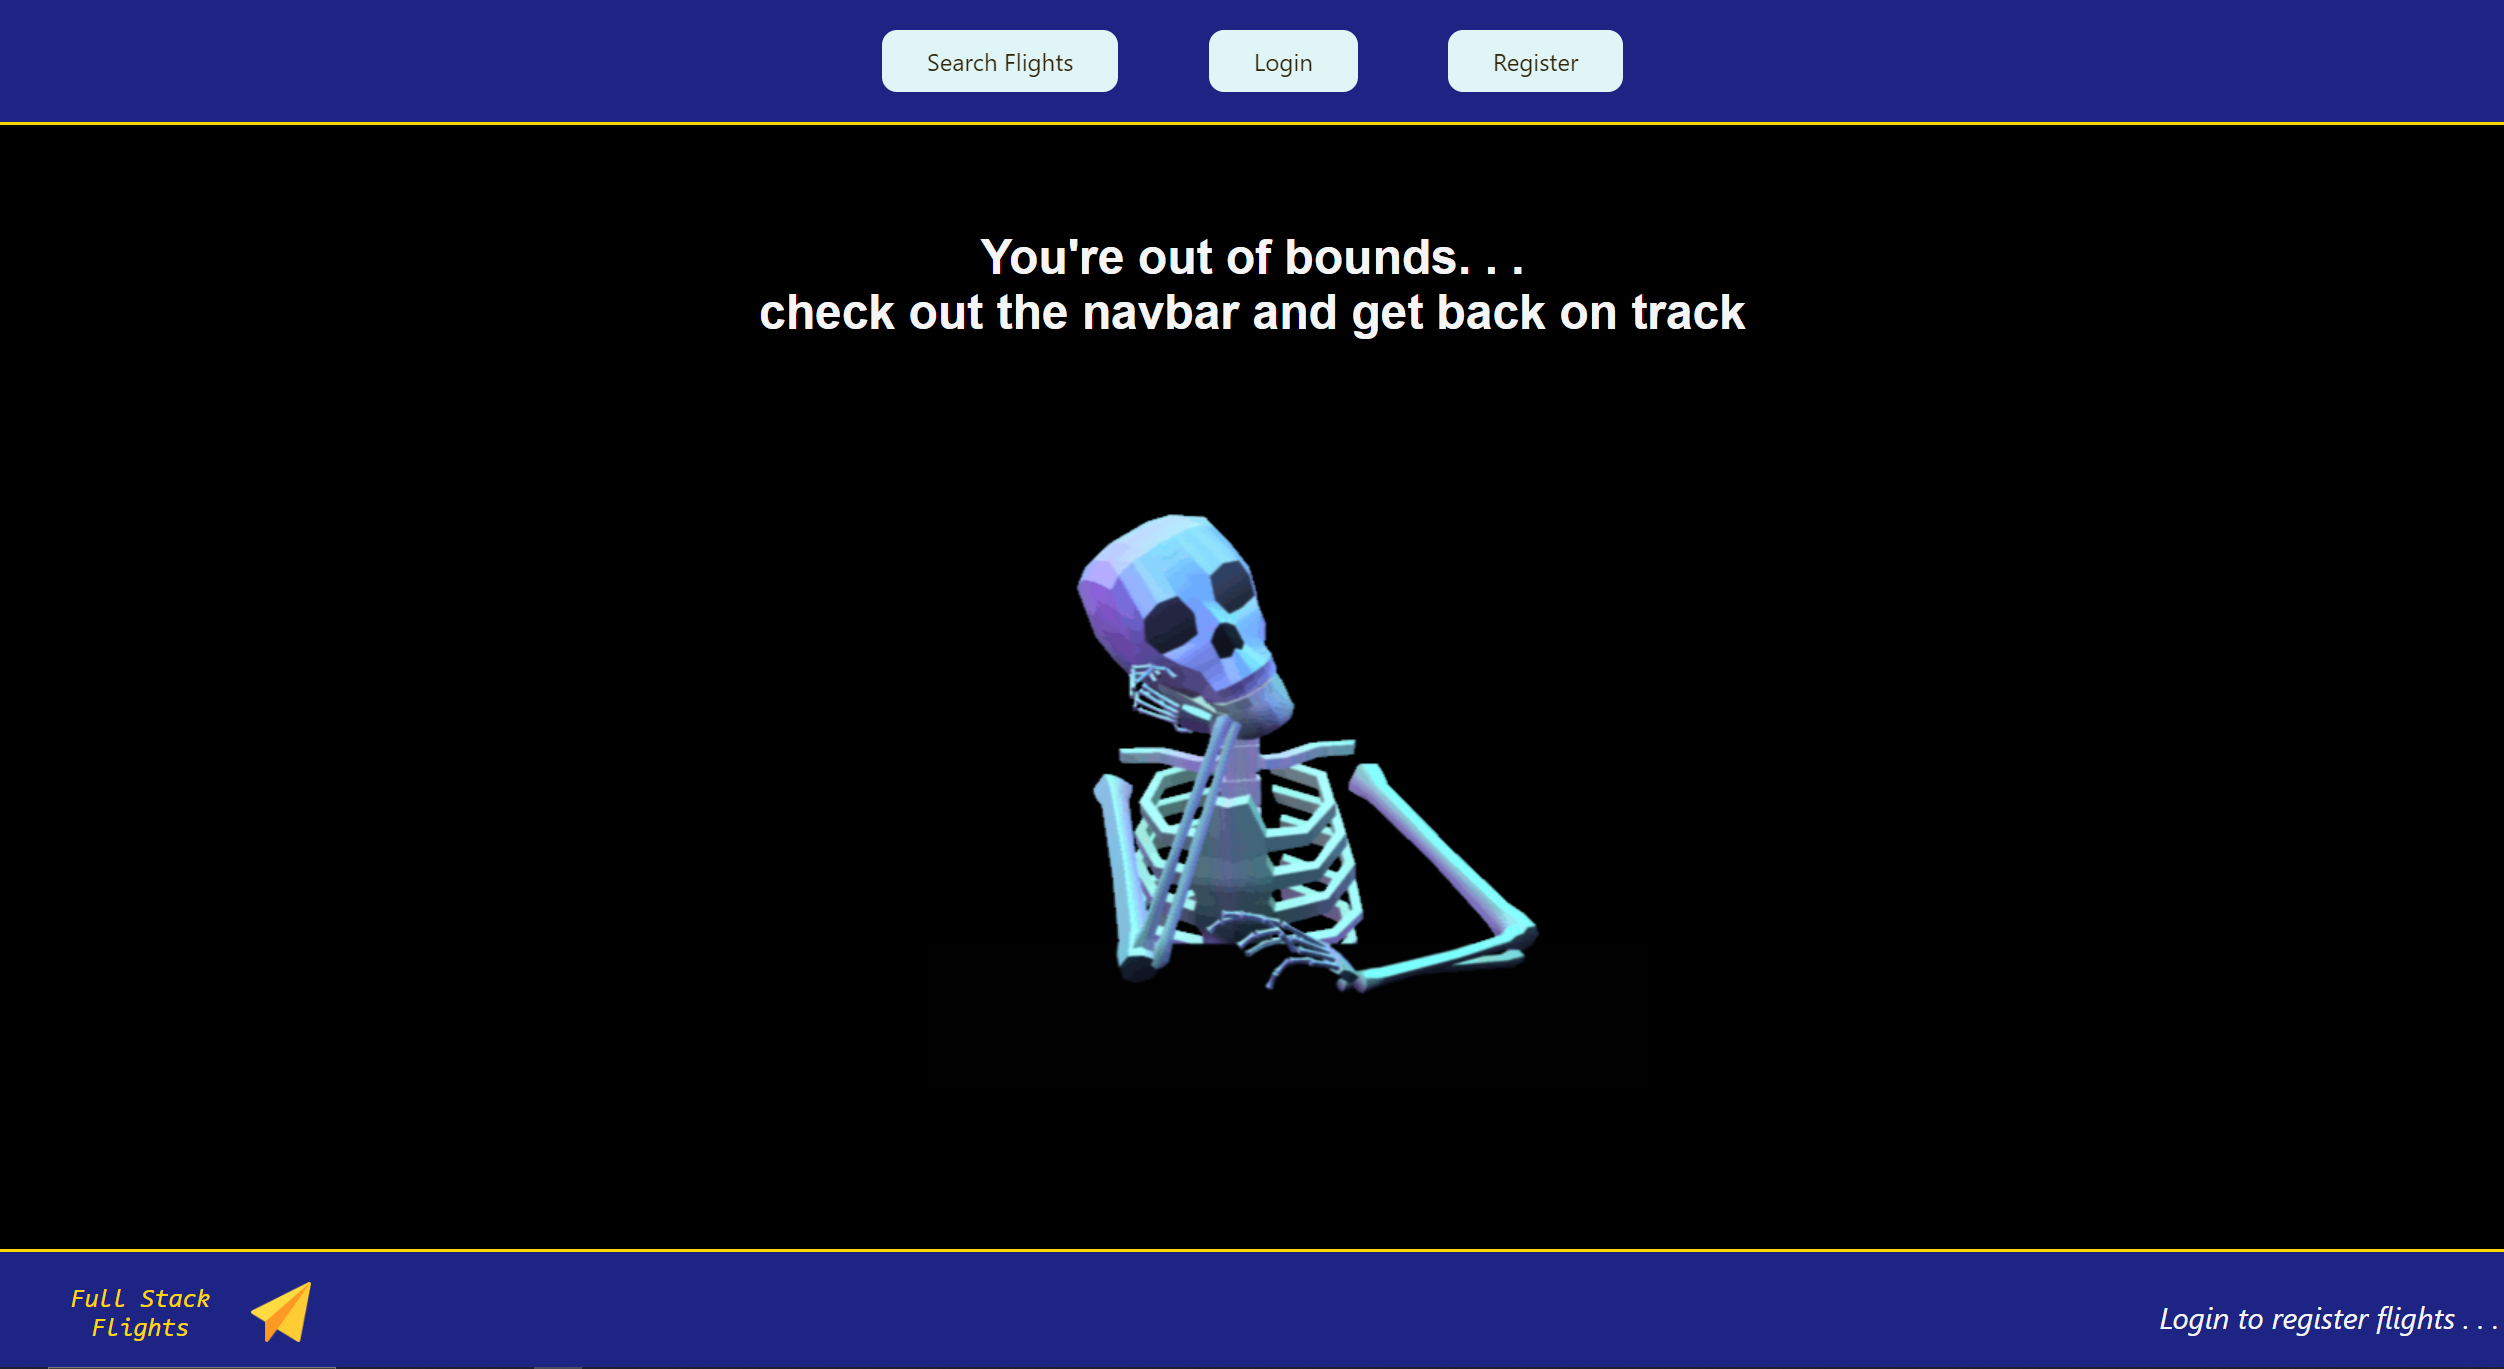 Search Flights
Login
Register
You're out of bounds. . .
check out the navbar and get back on track
Full Stack
Flights
Login to register flights . . .